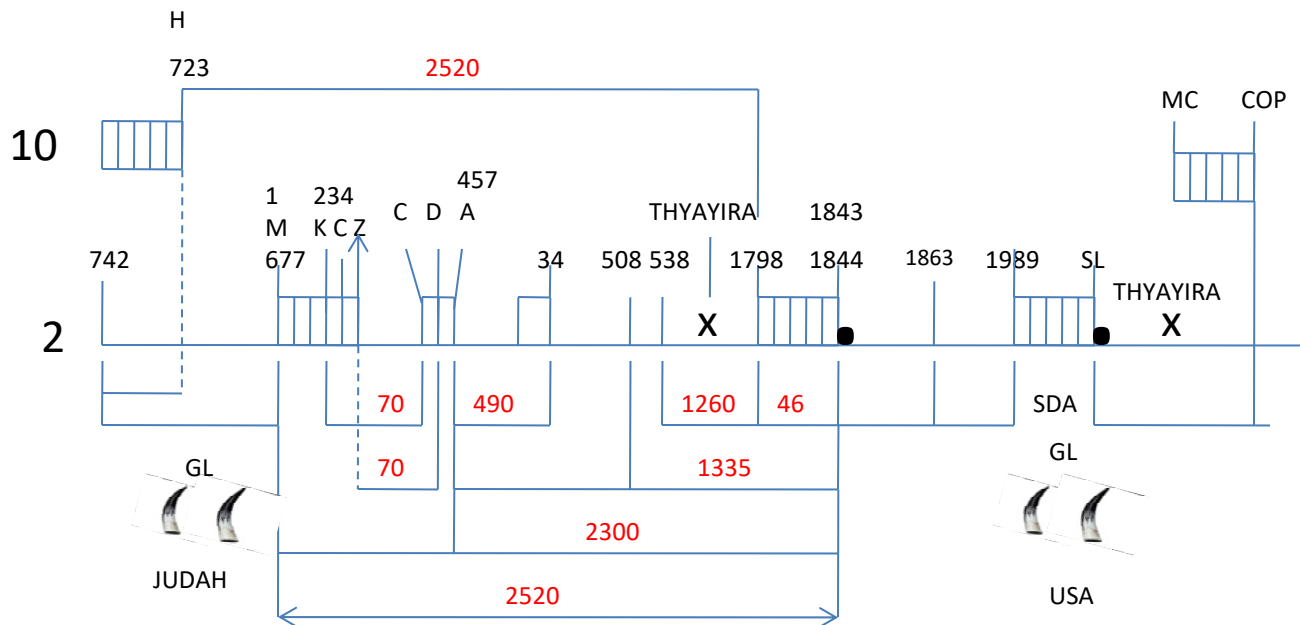 H
723 2520
MC COP
10
457
1 234 THYAYIRA 1843
M K C Z C D A
742 677 34 508 538 1798 1844 1863 1989 SL
THYAYIRA
2 X X
70 490 1260 46 SDA
GL 70 1335 GL
2300
JUDAH 2520 USA